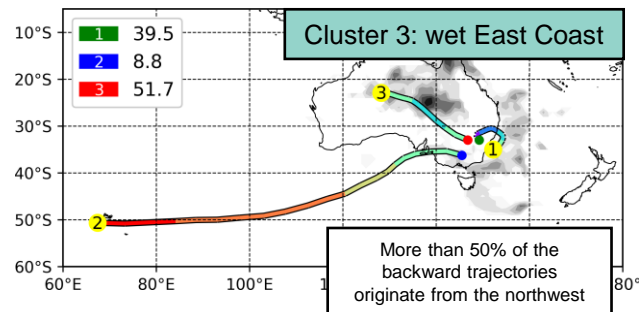 Cluster 3: wet East Coast
1 39.5
2 8.8
3 51.7
10°S
20°S
30°S
40°S
50°S
60°S
3
1
2
More than 50% of the
backward trajectories
originate from the northwest
60°E 80°E 100°E 80°